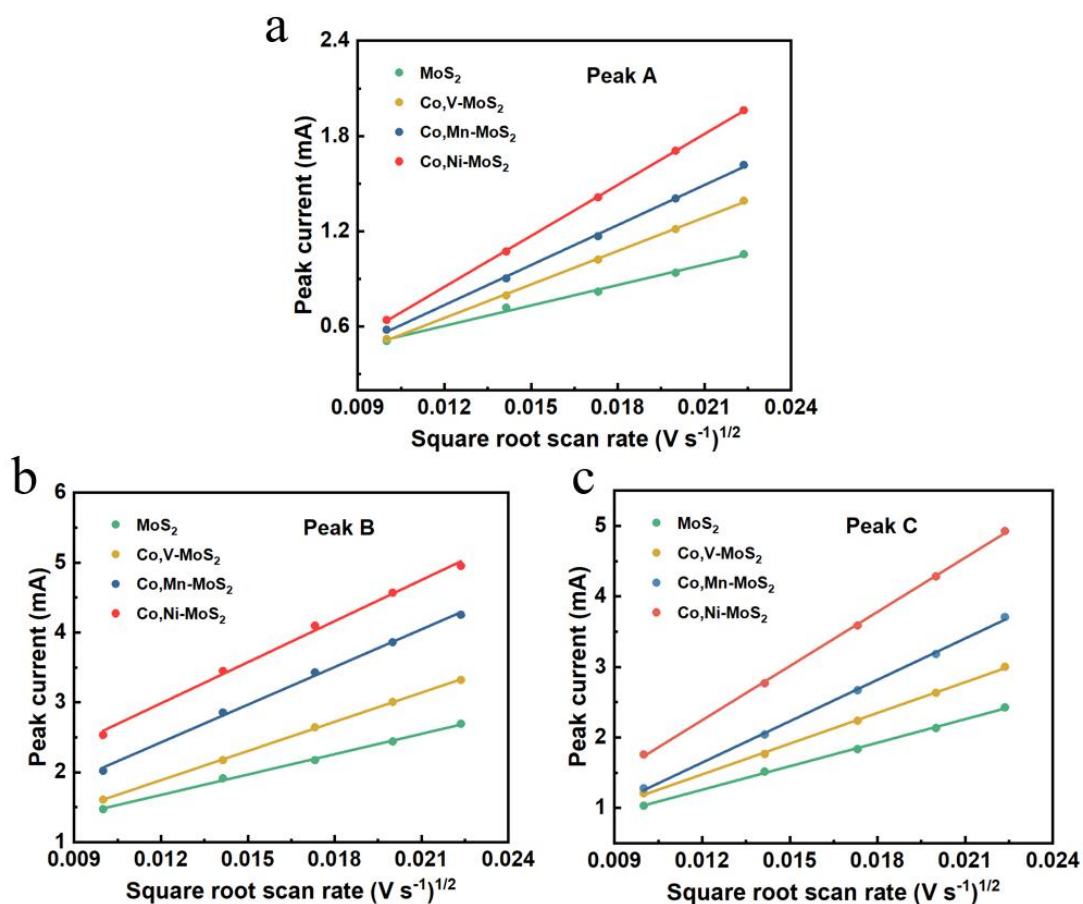 a
2.4
1.8
1.2
0.6
Peak current (mA)
MoS₂
Co,V-MoS₂
Co,Mn-MoS₂
Co,Ni-MoS₂
Peak A
0.009 0.012 0.015 0.018 0.021 0.024
Square root scan rate (V s⁻¹)¹/²
b
6
5
4
3
2
1
Peak current (mA)
MoS₂
Co,V-MoS₂
Co,Mn-MoS₂
Co,Ni-MoS₂
Peak B
0.009 0.012 0.015 0.018 0.021 0.024
Square root scan rate (V s⁻¹)¹/²
c
5
4
3
2
1
Peak current (mA)
MoS₂
Co,V-MoS₂
Co,Mn-MoS₂
Co,Ni-MoS₂
Peak C
0.009 0.012 0.015 0.018 0.021 0.024
Square root scan rate (V s⁻¹)¹/²